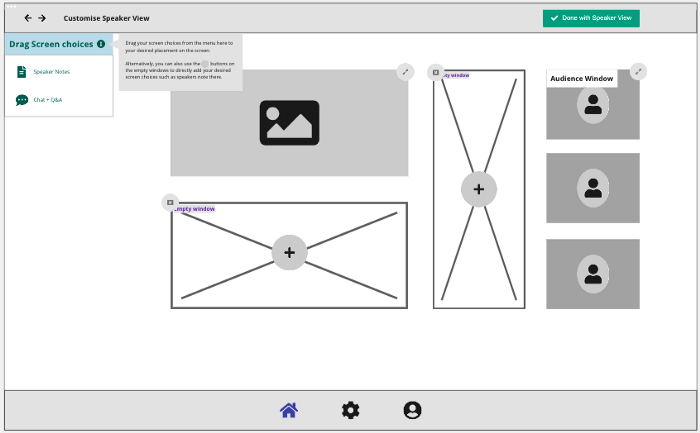 Customise Speaker View
Done with Speaker View
Drag Screen choices
Drag your screen choices from the menu here to
your desired placement on the screen.
Alternatively, you can also use the buttons on
the empty windows to directly add your desired
screen choices such as speakers note there.
Speaker Notes
Chat + Q&A
window
Audience Window
Empty window